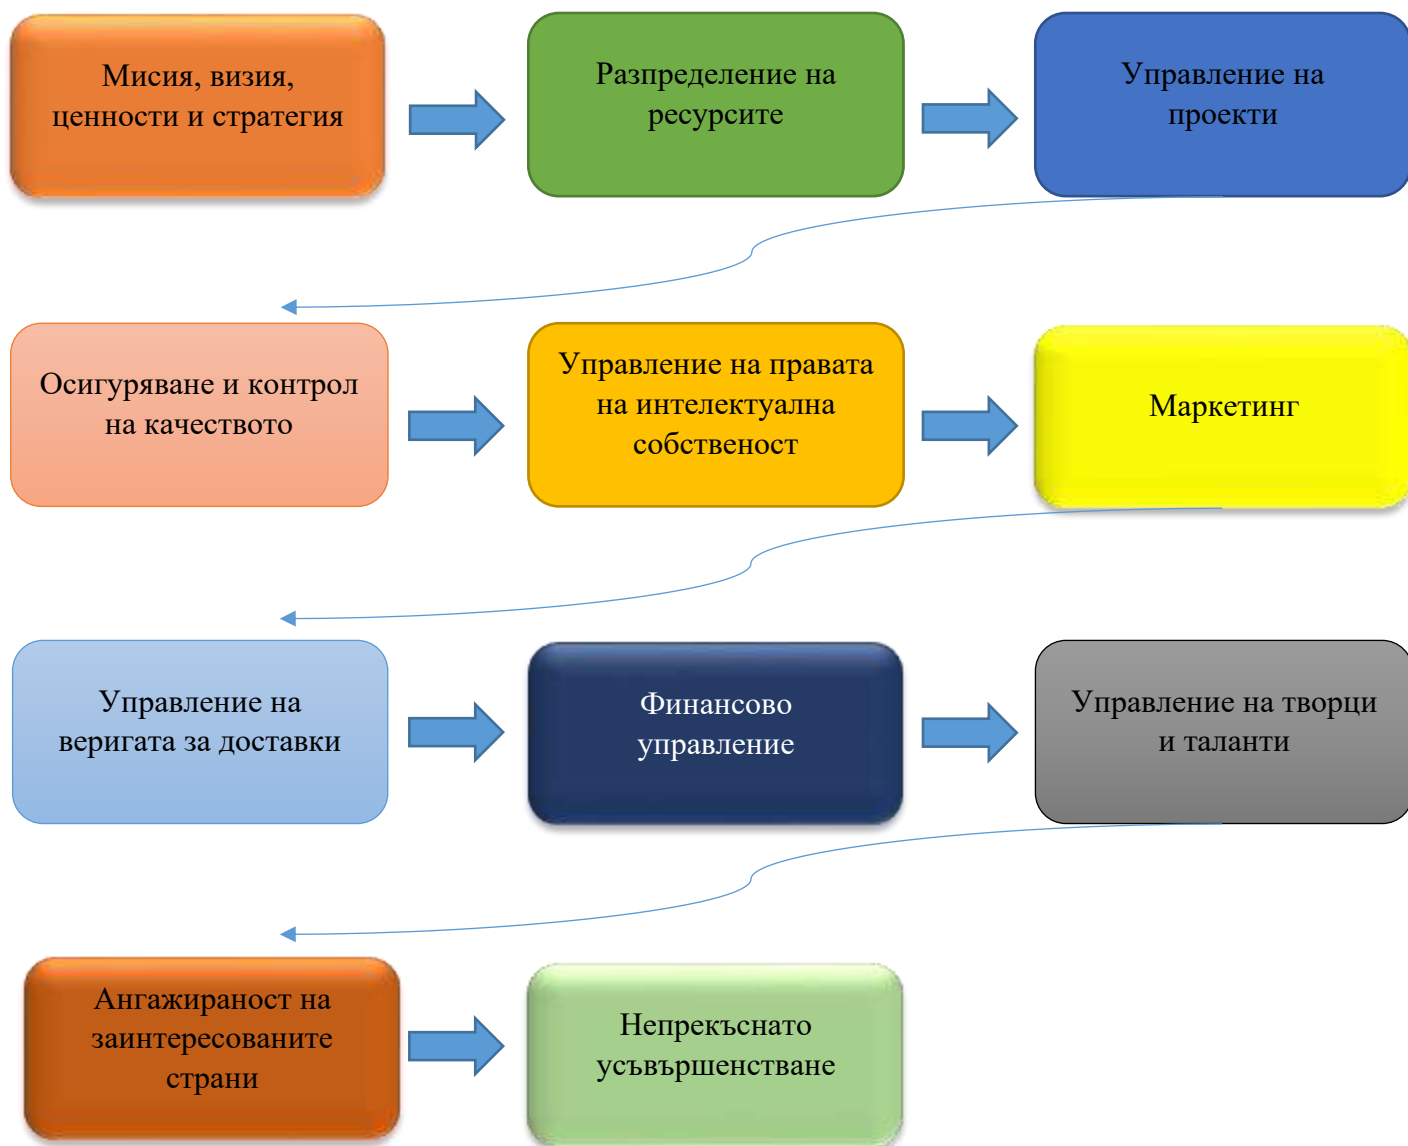 Мисия, визия,
ценности и стратегия
Разпределение на
ресурсите
Управление на
проекти
Осигуряване и контрол
на качеството
Управление на правата
на интелектуална
собственост
Маркетинг
Управление на
веригата за доставки
Финансово
управление
Управление на творци
и таланти
Ангажираност на
заинтересованите
страни
Непрекъснато
усъвършенстване